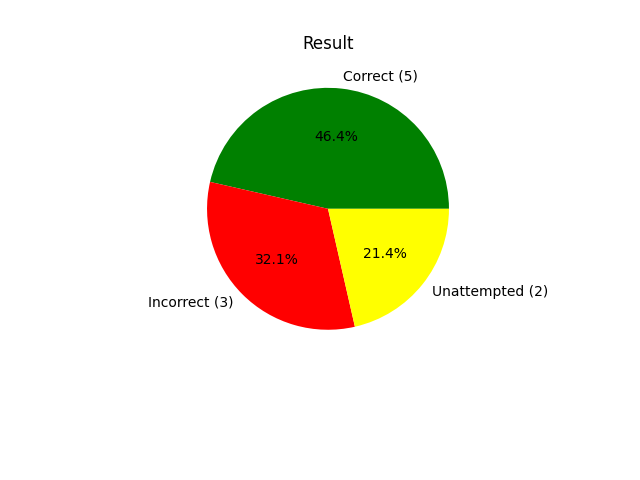 Result
Correct (5)
46.4%
32.1%
21.4%
Unattempted (2)
Incorrect (3)